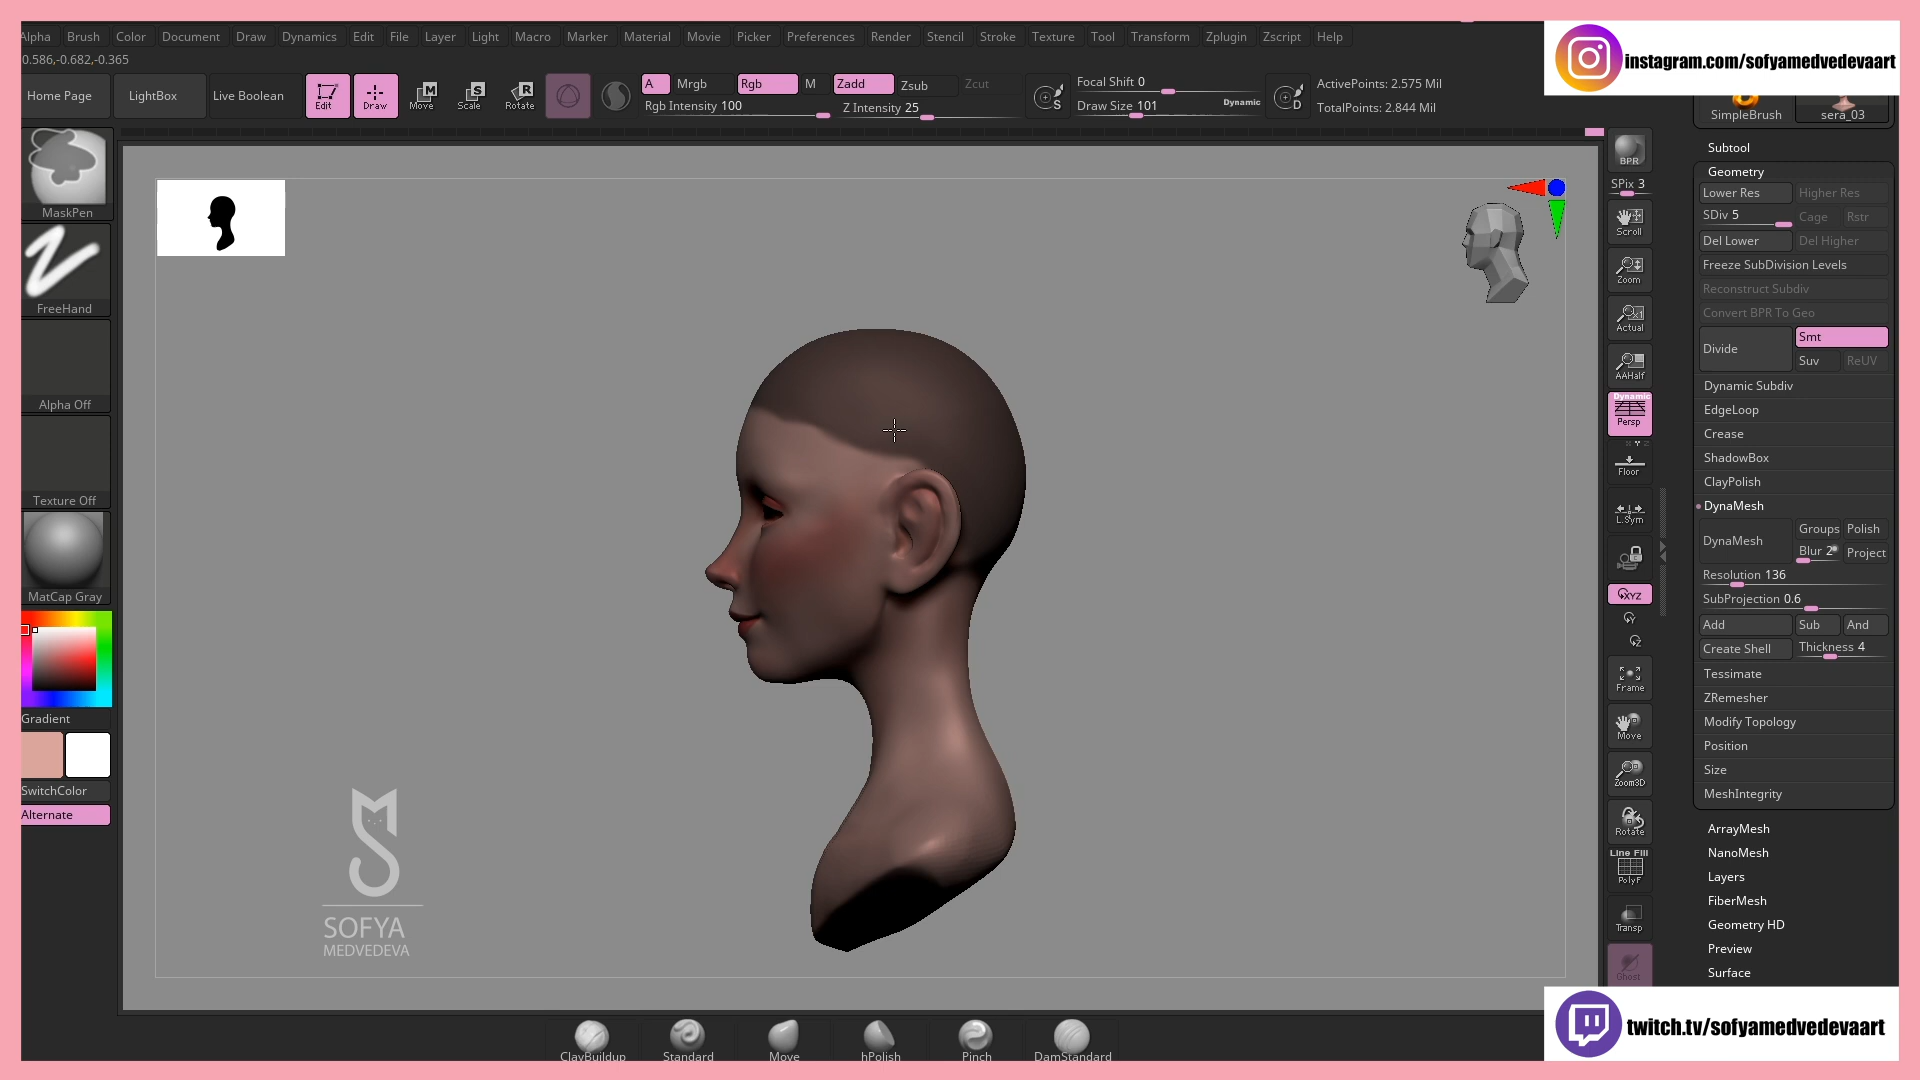 Alpha Brush Color Document Draw Dynamics Edit File Layer Light Macro Marker Material Movie Picker Preferences Render Stencil Stroke Texture Tool Transform Zplugin Zscript Help
0.586,-0.682,-0.365
instagram.com/sofyamedvedevaart
Home Page LightBox Live Boolean Edit Draw Move Scale Rotate
A Mrgb Rgb M Zadd Zsub Zcut
Rgb Intensity 100 Z Intensity 25
Focal Shift 0
Draw Size 101 Dynamic
ActivePoints: 2.575 Mil
TotalPoints: 2.844 Mil
SimpleBrush sera_03
MaskPen
FreeHand
Alpha Off
Texture Off
MatCap Gray
Gradient
SwitchColor
Alternate
BPR
SPix 3
Scroll
Zoom
Actual
AAHalf
Dynamic
Persp
Floor
L.Sym
XYZ
Y
Z
Frame
Move
Zoom3D
Rotate
Line Fill
PolyF
Transp
Ghost
Subtool
Geometry
Lower Res Higher Res
SDiv 5 Cage Rstr
Del Lower Del Higher
Freeze SubDivision Levels
Reconstruct Subdiv
Convert BPR To Geo
Divide Smt
Suv ReUV
Dynamic Subdiv
EdgeLoop
Crease
ShadowBox
ClayPolish
DynaMesh
DynaMesh Groups Polish
Blur 2 Project
Resolution 136
SubProjection 0.6
Add Sub And
Create Shell Thickness 4
Tessimate
ZRemesher
Modify Topology
Position
Size
MeshIntegrity
ArrayMesh
NanoMesh
Layers
FiberMesh
Geometry HD
Preview
Surface
SOFYA
MEDVEDEVA
ClayBuildup Standard Move hPolish Pinch DamStandard
twitch.tv/sofyamedvedevaart